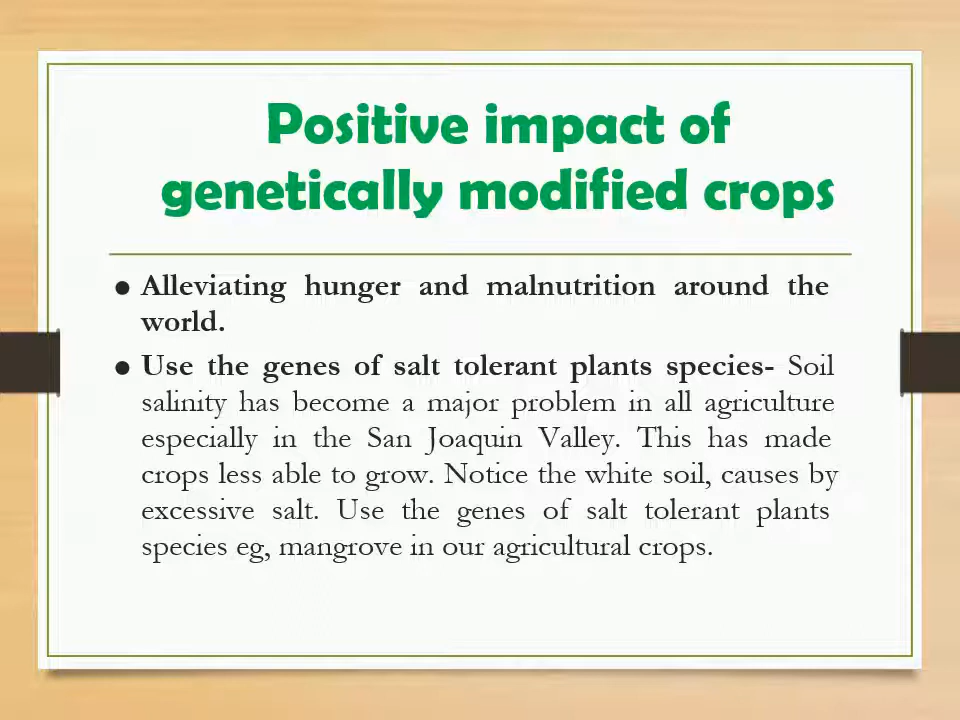 Positive impact of
genetically modified crops
● Alleviating hunger and malnutrition around the
world.
● Use the genes of salt tolerant plants species- Soil
salinity has become a major problem in all agriculture
especially in the San Joaquin Valley. This has made
crops less able to grow. Notice the white soil, causes by
excessive salt. Use the genes of salt tolerant plants
species eg, mangrove in our agricultural crops.